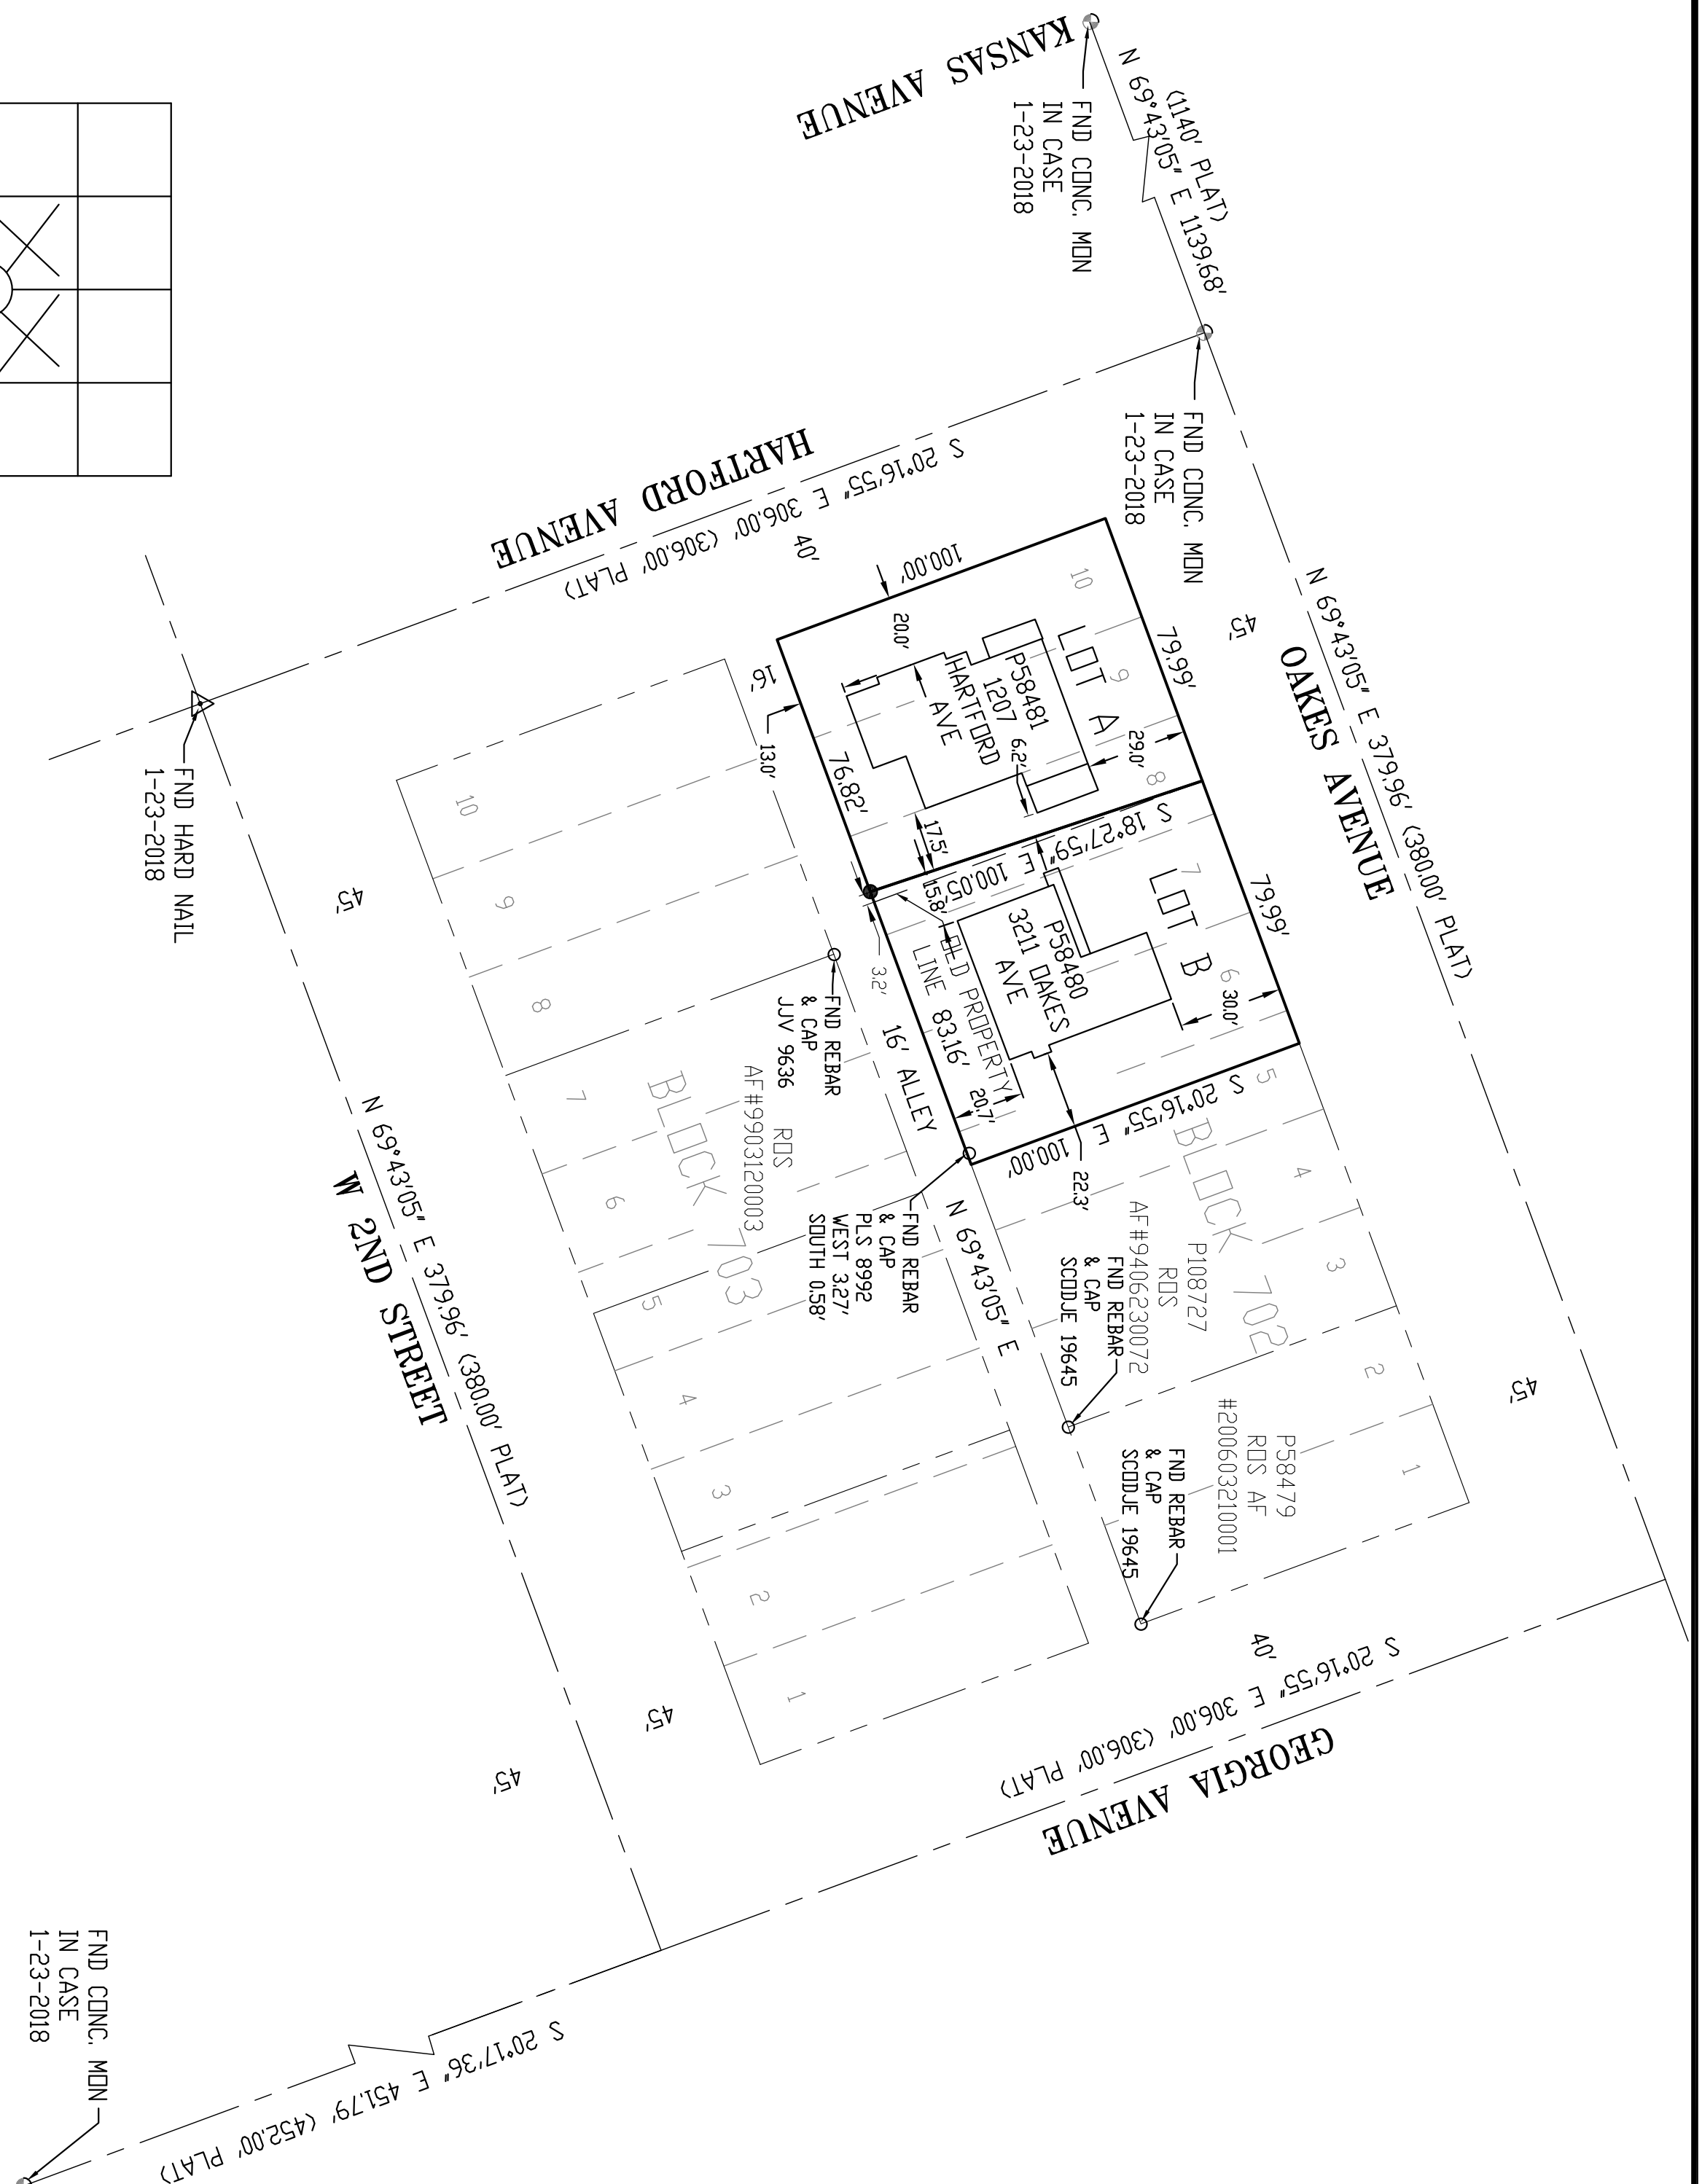 KANSAS AVENUE
FND CONC. MON
IN CASE
1-23-2018
(1140' PLAT)
N 69°43'05" E 1139.68'
FND CONC. MON
IN CASE
1-23-2018
N 69°43'05" E 379.96' (380.00' PLAT)
OAKES AVENUE
45'
45'
HARTFORD AVENUE
S 20°16'55" E 306.00' (306.00' PLAT)
40'
100.00'
20.0'
79.99'
10
9
8
LOT A
P58481
1207
HARTFORD
AVE
6.2'
29.0'
16'
13.0'
76.82'
17.5'
S 18°27'59" E 100.05'
15.8'
79.99'
7
6
5
LOT B
P58480
3211 OAKES
AVE
30.0'
OLD PROPERTY
LINE
83.16'
20.7'
3.2'
16' ALLEY
S 20°16'55" E
100.00'
22.3'
BLOCK 702
4
3
2
1
P108727
ROS
AF#9406230072
FND REBAR
& CAP
SCODJE 19645
P58479
ROS AF
#200603210001
FND REBAR
& CAP
SCODJE 19645
N 69°43'05" E
FND REBAR
& CAP
PLS 8992
WEST 3.27'
SOUTH 0.58'
FND REBAR
& CAP
JJV 9636
ROS
AF#9903120003
BLOCK 703
10
9
8
7
6
5
4
3
2
1
FND HARD NAIL
1-23-2018
45'
N 69°43'05" E 379.96' (380.00' PLAT)
W 2ND STREET
45'
45'
40'
S 20°16'55" E 306.00' (306.00' PLAT)
GEORGIA AVENUE
S 20°17'36" E 451.79' (452.00' PLAT)
FND CONC. MON
IN CASE
1-23-2018